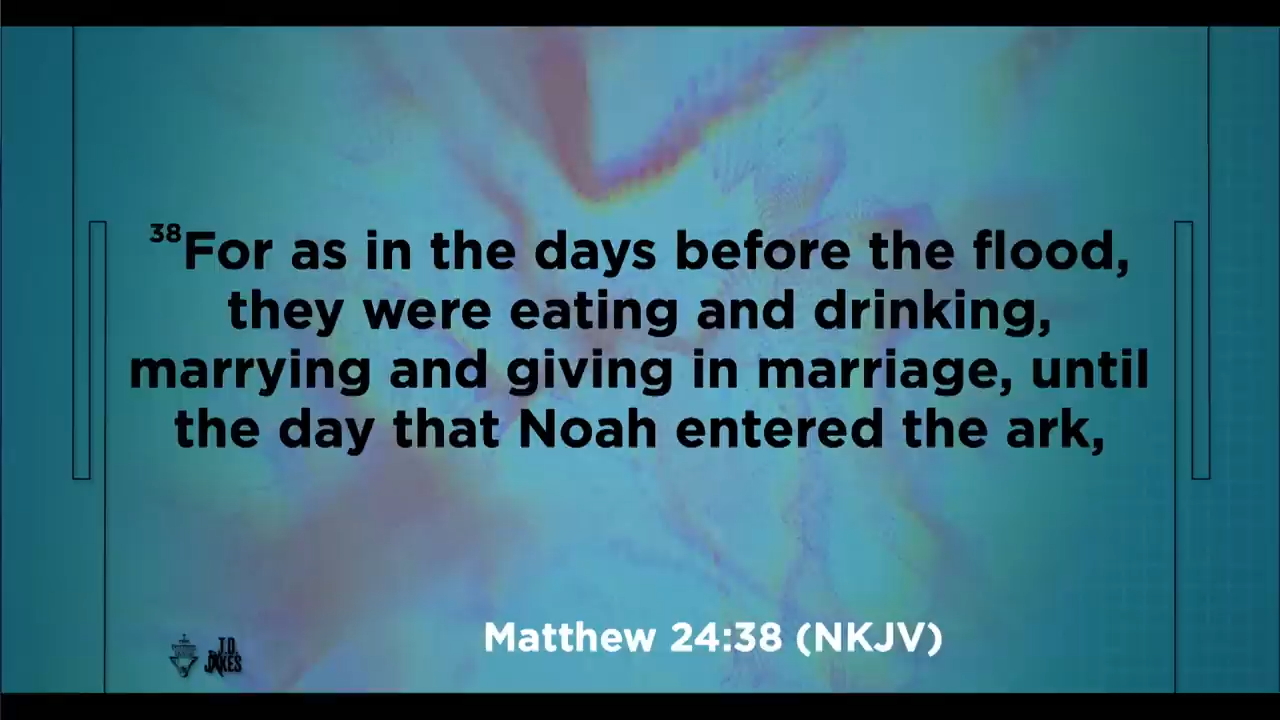 ³⁸For as in the days before the flood,
they were eating and drinking,
marrying and giving in marriage, until
the day that Noah entered the ark,
Matthew 24:38 (NKJV)
T.D.
JAKES